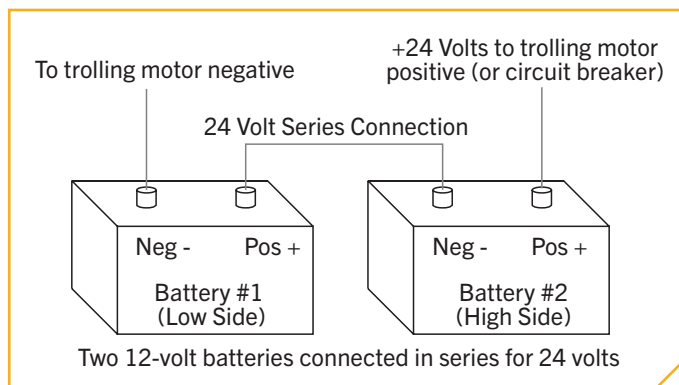 To trolling motor negative
+24 Volts to trolling motor
positive (or circuit breaker)
24 Volt Series Connection
Neg -
Pos +
Battery #1
(Low Side)
Neg -
Pos +
Battery #2
(High Side)
Two 12-volt batteries connected in series for 24 volts